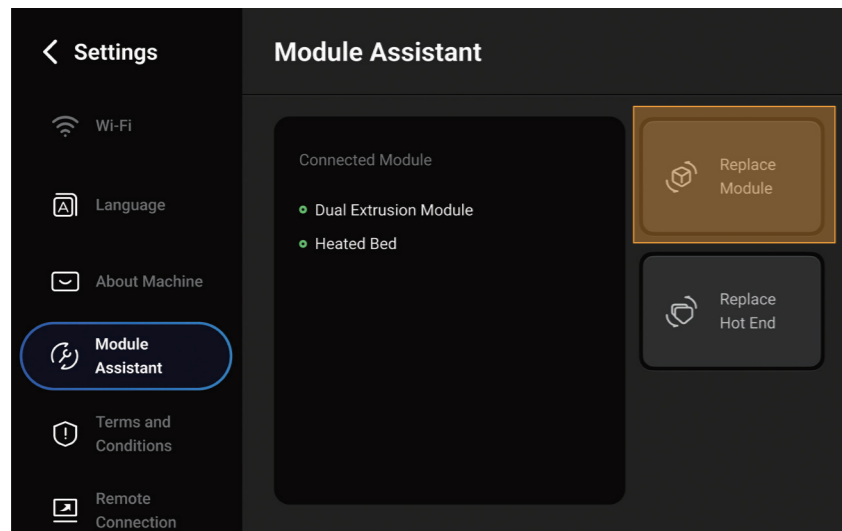 Settings
Module Assistant
Wi-Fi
Language
About Machine
Module
Assistant
Terms and
Conditions
Remote
Connection
Connected Module
Dual Extrusion Module
Heated Bed
Replace
Module
Replace
Hot End